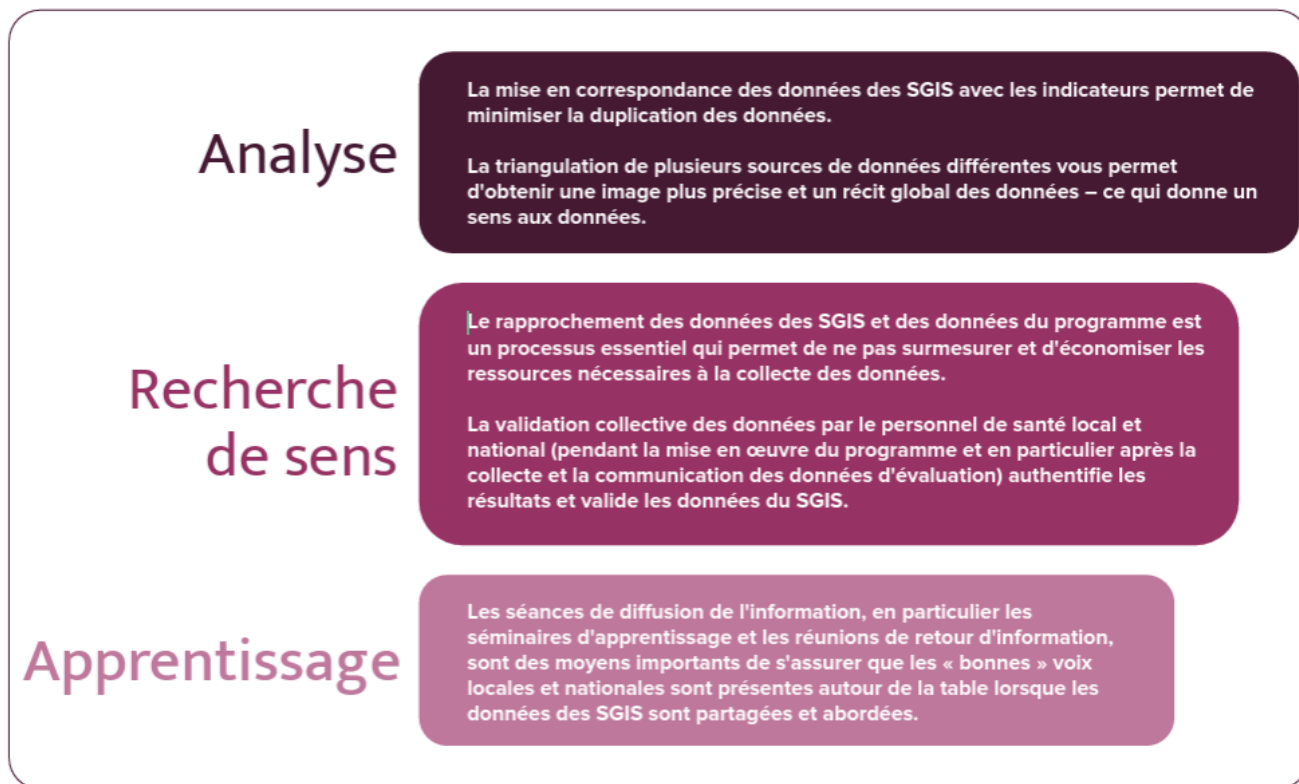 Analyse
La mise en correspondance des données des SGIS avec les indicateurs permet de
minimiser la duplication des données.
La triangulation de plusieurs sources de données différentes vous permet
d'obtenir une image plus précise et un récit global des données – ce qui donne un
sens aux données.
Recherche
de sens
Le rapprochement des données des SGIS et des données du programme est
un processus essentiel qui permet de ne pas surmesurer et d'économiser les
ressources nécessaires à la collecte des données.
La validation collective des données par le personnel de santé local et
national (pendant la mise en œuvre du programme et en particulier après la
collecte et la communication des données d'évaluation) authentifie les
résultats et valide les données du SGIS.
Apprentissage
Les séances de diffusion de l'information, en particulier les
séminaires d'apprentissage et les réunions de retour d'information,
sont des moyens importants de s'assurer que les « bonnes » voix
locales et nationales sont présentes autour de la table lorsque les
données des SGIS sont partagées et abordées.